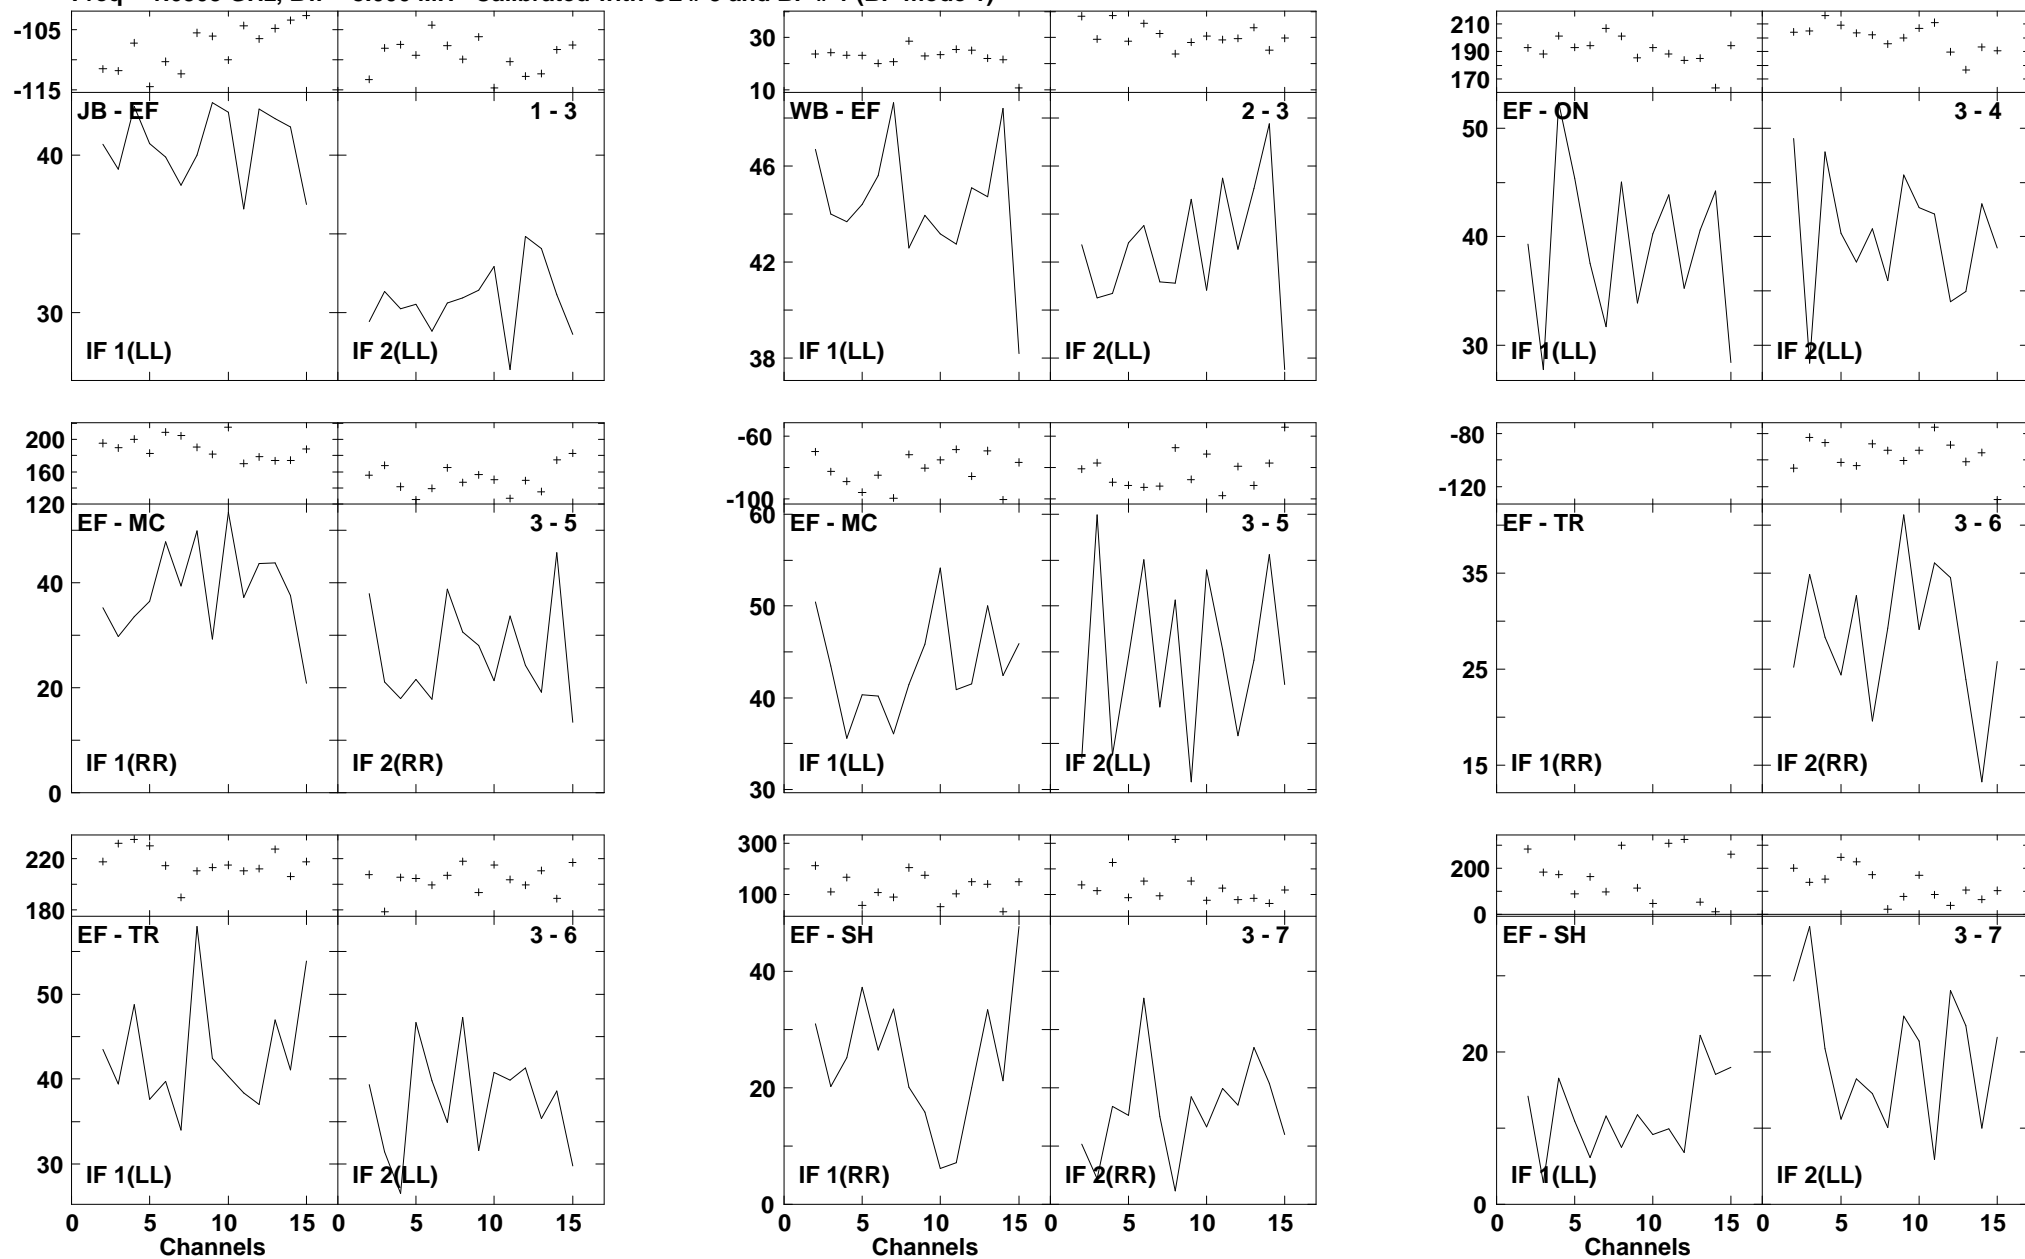 -105
-115
JB - EF 1 - 3
40
30
IF 1(LL) IF 2(LL)
30
10
WB - EF 2 - 3
46
42
38
IF 1(LL) IF 2(LL)
210
190
170
EF - ON 3 - 4
50
40
30
IF 1(LL) IF 2(LL)
200
160
120
EF - MC 3 - 5
40
20
0
IF 1(RR) IF 2(RR)
-60
-100
60
EF - MC 3 - 5
50
40
30
IF 1(LL) IF 2(LL)
-80
-120
EF - TR 3 - 6
35
25
15
IF 1(RR) IF 2(RR)
220
180
EF - TR 3 - 6
50
40
30
IF 1(LL) IF 2(LL)
0 5 10 15 0 5 10 15
Channels
300
100
EF - SH 3 - 7
40
20
0
IF 1(RR) IF 2(RR)
0 5 10 15 0 5 10 15
Channels
200
0
EF - SH 3 - 7
20
0
IF 1(LL) IF 2(LL)
0 5 10 15 0 5 10 15
Channels